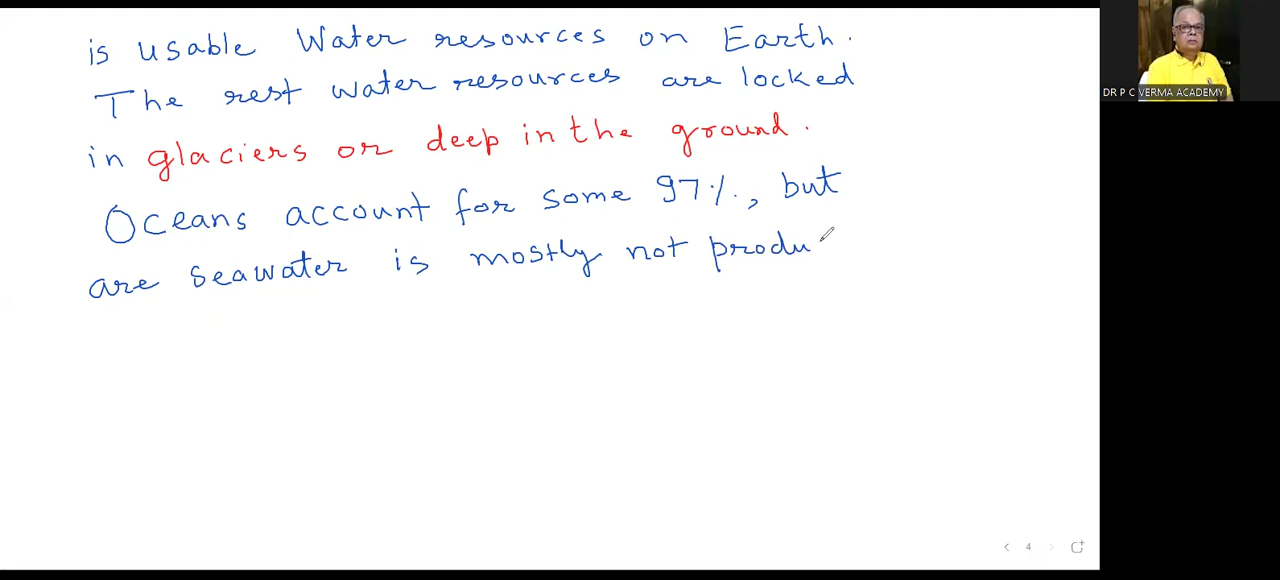 is usable Water resources on Earth.
The rest water resources are locked
in glaciers or deep in the ground.
Oceans account for some 97%, but
are seawater is mostly not produ
DR P C VERMA ACADEMY
4